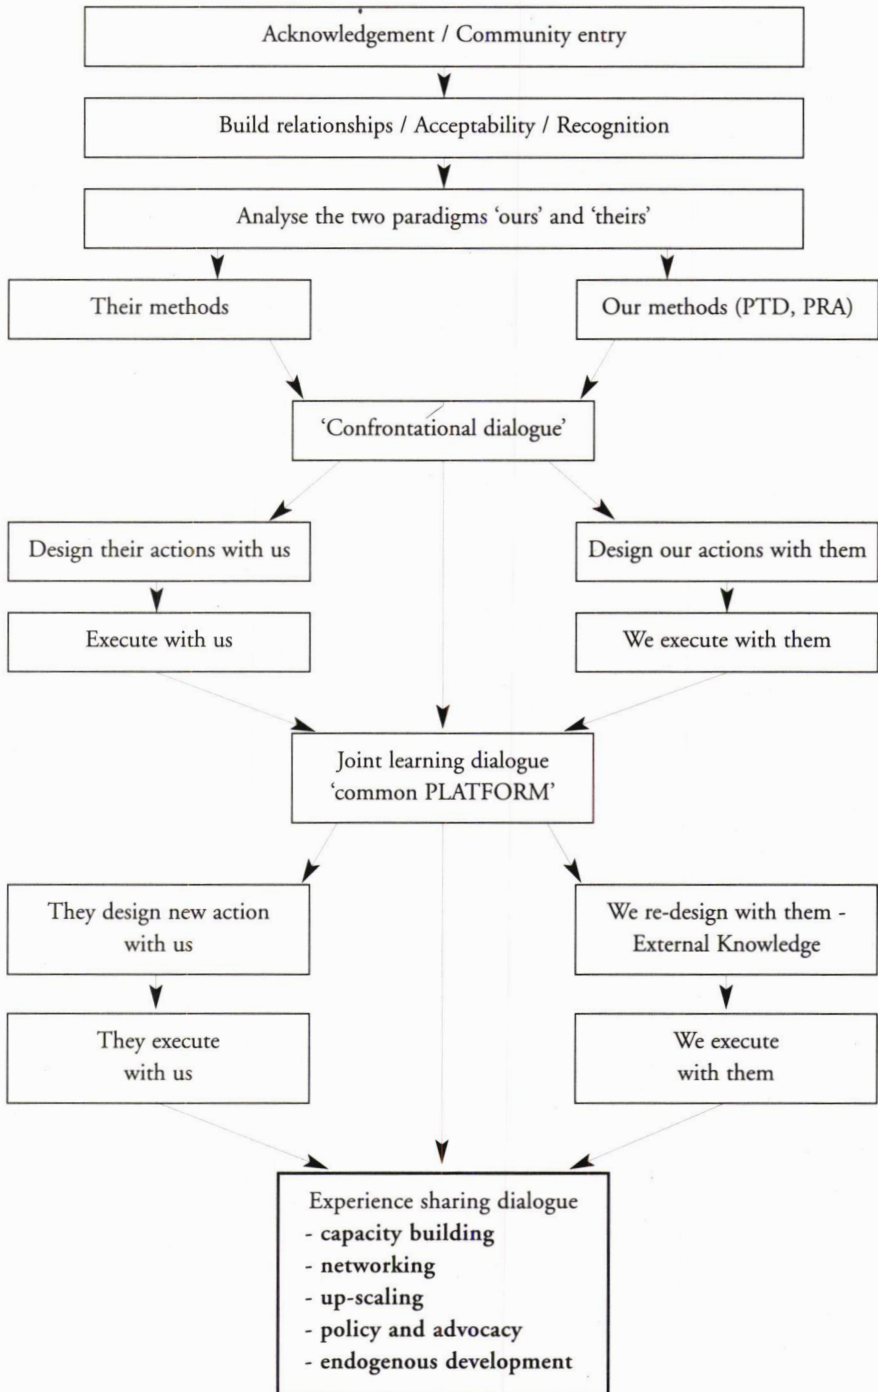 Acknowledgement / Community entry
Build relationships / Acceptability / Recognition
Analyse the two paradigms ‘ours’ and ‘theirs’
Their methods
Our methods (PTD, PRA)
‘Confrontational dialogue’
Design their actions with us
Design our actions with them
Execute with us
We execute with them
Joint learning dialogue
‘common PLATFORM’
They design new action
with us
We re-design with them -
External Knowledge
They execute
with us
We execute
with them
Experience sharing dialogue
- capacity building
- networking
- up-scaling
- policy and advocacy
- endogenous development